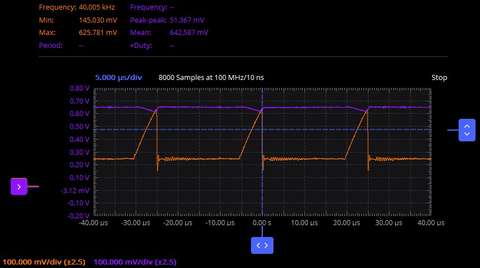 Frequency: 40,005 kHz Frequency: --
Min: 145,030 mV Peak-peak: 51,367 mV
Max: 625,781 mV Mean: 642,587 mV
Period: -- +Duty: --
5.000 µs/div 8000 Samples at 100 MHz/10 ns Stop
0.80 V
0.70 V
0.60 V
0.50 V
0.40 V
0.30 V
0.20 V
0.10 V
-3.12 mV
-0.10 V
-0.20 V
-40.00 µs -30.00 µs -20.00 µs -10.00 µs 0.00 s 10.00 µs 20.00 µs 30.00 µs 40.00 µs
100.000 mV/div (±2.5) 100.000 mV/div (±2.5)